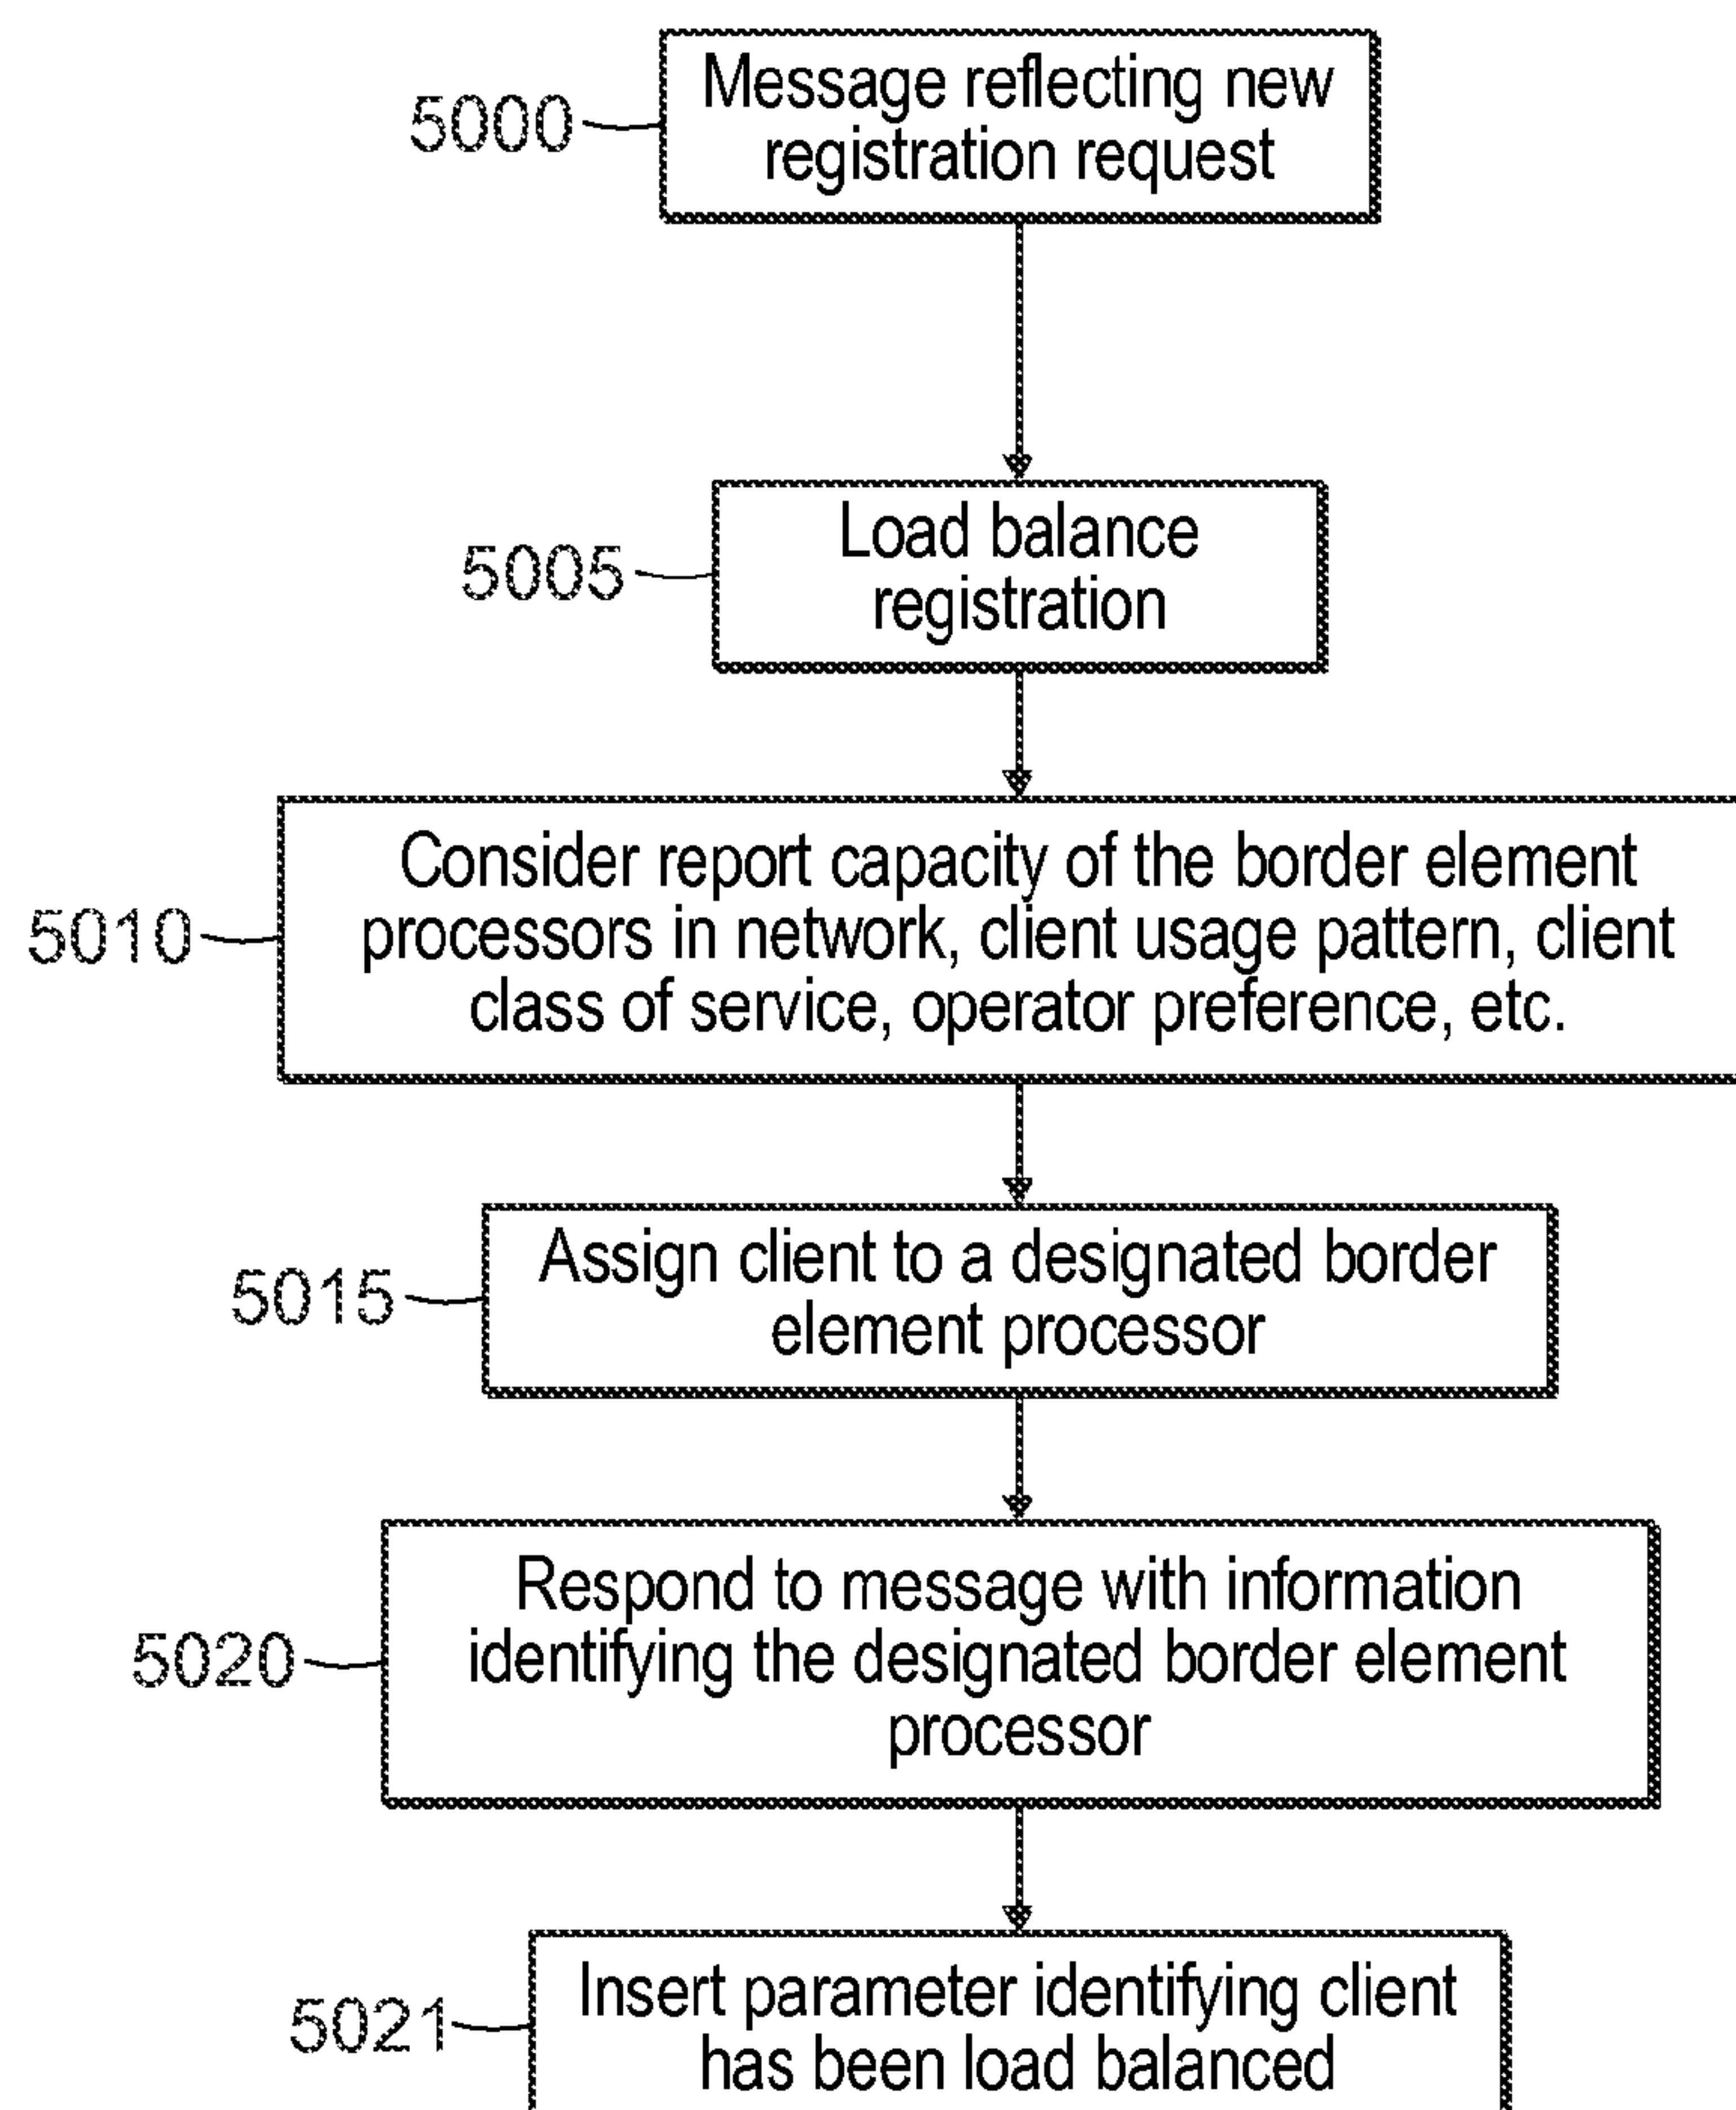 Message reflecting new
registration request
5000
Load balance
registration
5005
Consider report capacity of the border element
processors in network, client usage pattern, client
class of service, operator preference, etc.
5010
Assign client to a designated border
element processor
5015
Respond to message with information
identifying the designated border element
processor
5020
Insert parameter identifying client
has been load balanced
5021